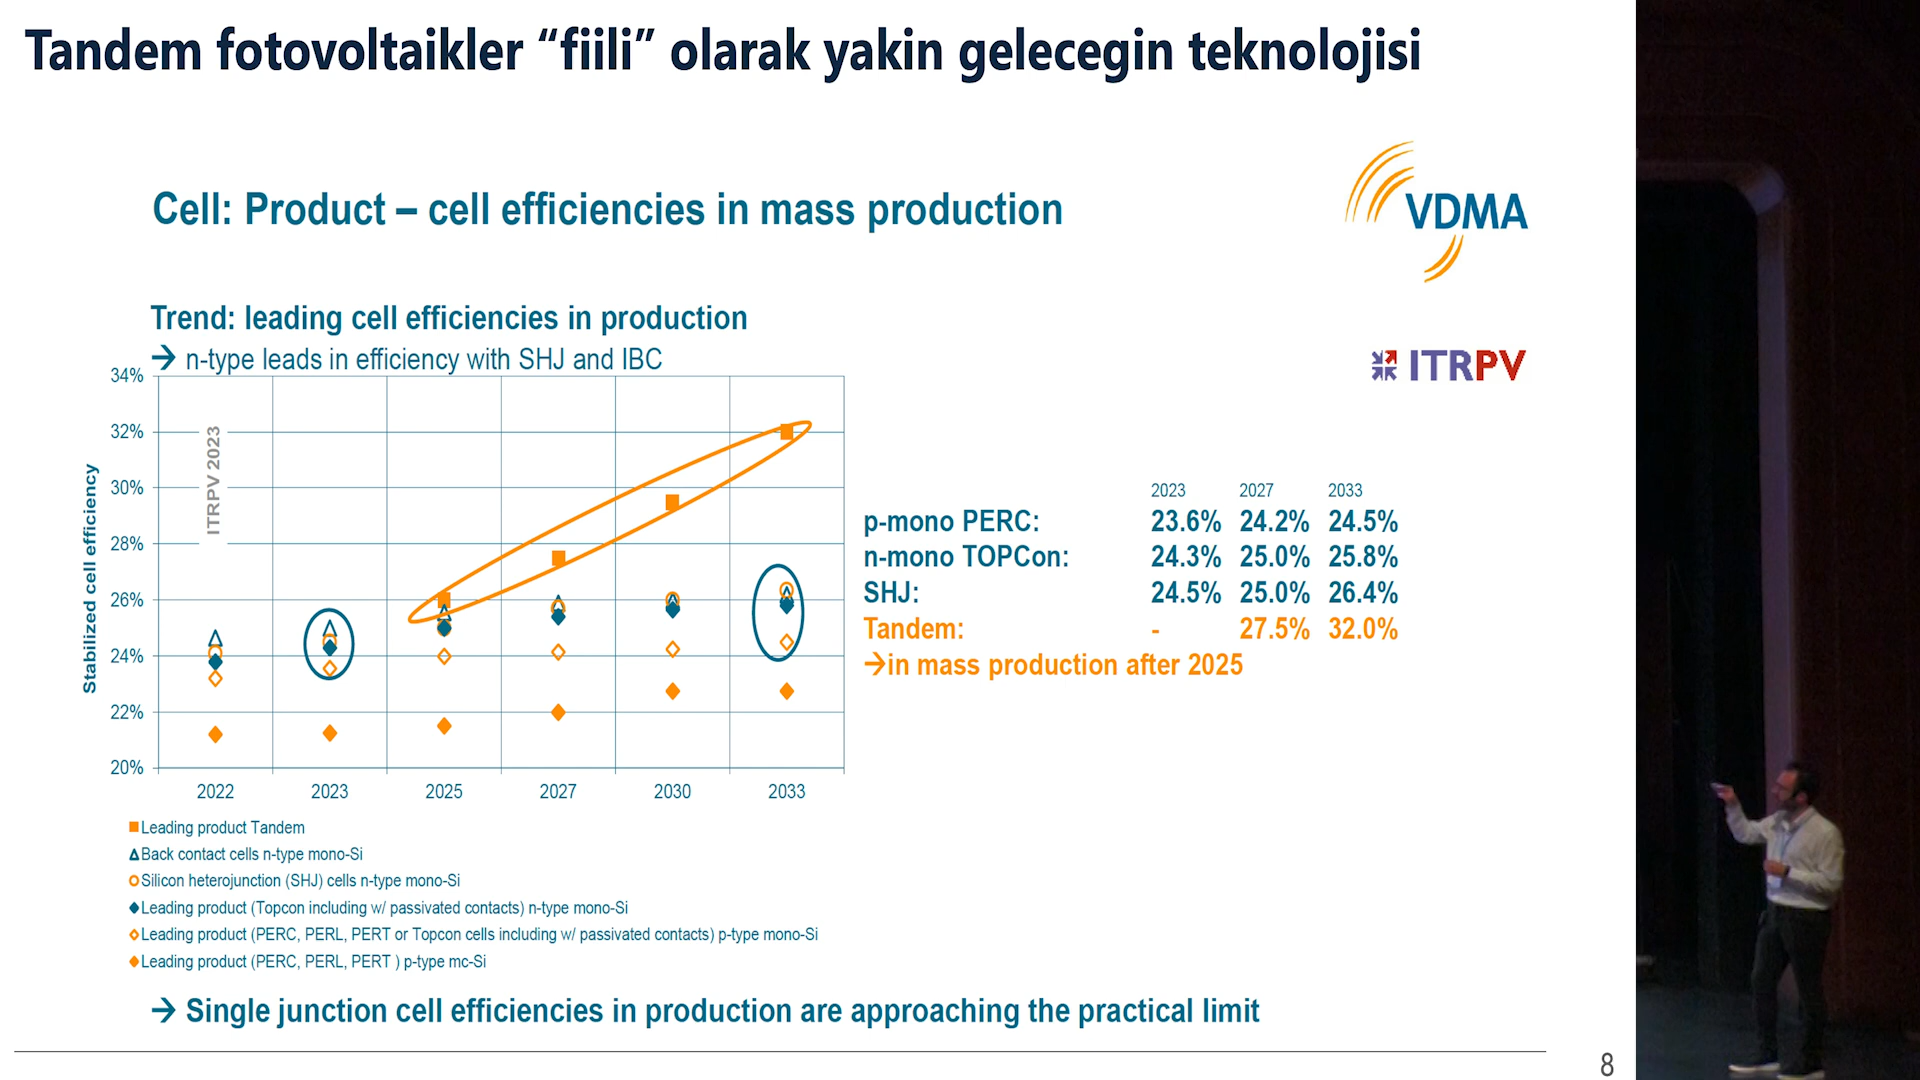 Tandem fotovoltaikler “fiili” olarak yakin gelecegin teknolojisi
Cell: Product – cell efficiencies in mass production
VDMA
Trend: leading cell efficiencies in production
→ n-type leads in efficiency with SHJ and IBC
ITRPV
34%
32%
30%
28%
26%
24%
22%
20%
Stabilized cell efficiency
ITRPV 2023
2022 2023 2025 2027 2030 2033
2023 2027 2033
p-mono PERC: 23.6% 24.2% 24.5%
n-mono TOPCon: 24.3% 25.0% 25.8%
SHJ: 24.5% 25.0% 26.4%
Tandem: - 27.5% 32.0%
→in mass production after 2025
Leading product Tandem
Back contact cells n-type mono-Si
Silicon heterojunction (SHJ) cells n-type mono-Si
Leading product (Topcon including w/ passivated contacts) n-type mono-Si
Leading product (PERC, PERL, PERT or Topcon cells including w/ passivated contacts) p-type mono-Si
Leading product (PERC, PERL, PERT ) p-type mc-Si
→ Single junction cell efficiencies in production are approaching the practical limit
8